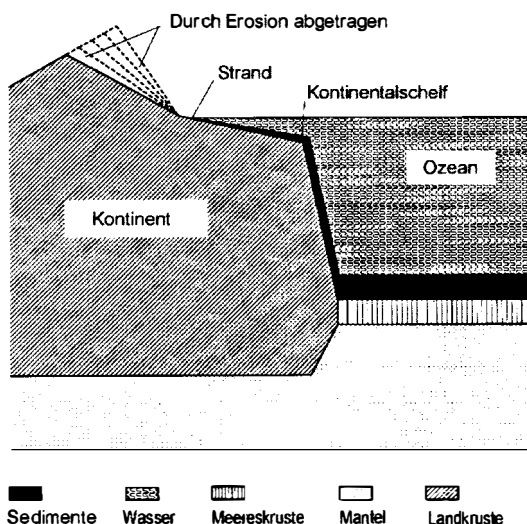 Durch Erosion abgetragen
Strand
Kontinentalschelf
Ozean
Kontinent
Sedimente Wasser Meereskruste Mantel Landkruste